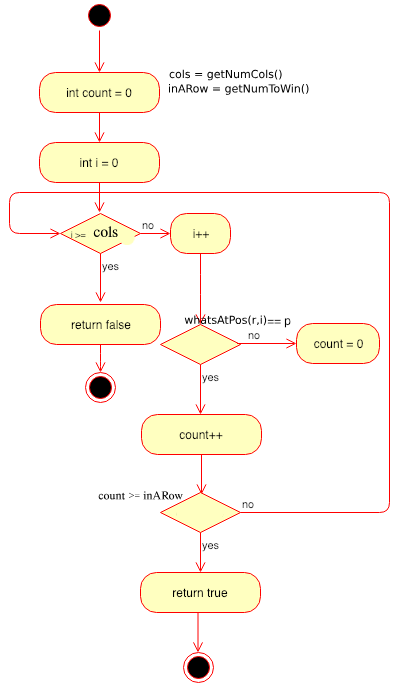 cols = getNumCols()
inARow = getNumToWin()
int count = 0
int i = 0
i >= cols
no
i++
yes
return false
whatsAtPos(r,i)== p
no
count = 0
yes
count++
count >= inARow
no
yes
return true